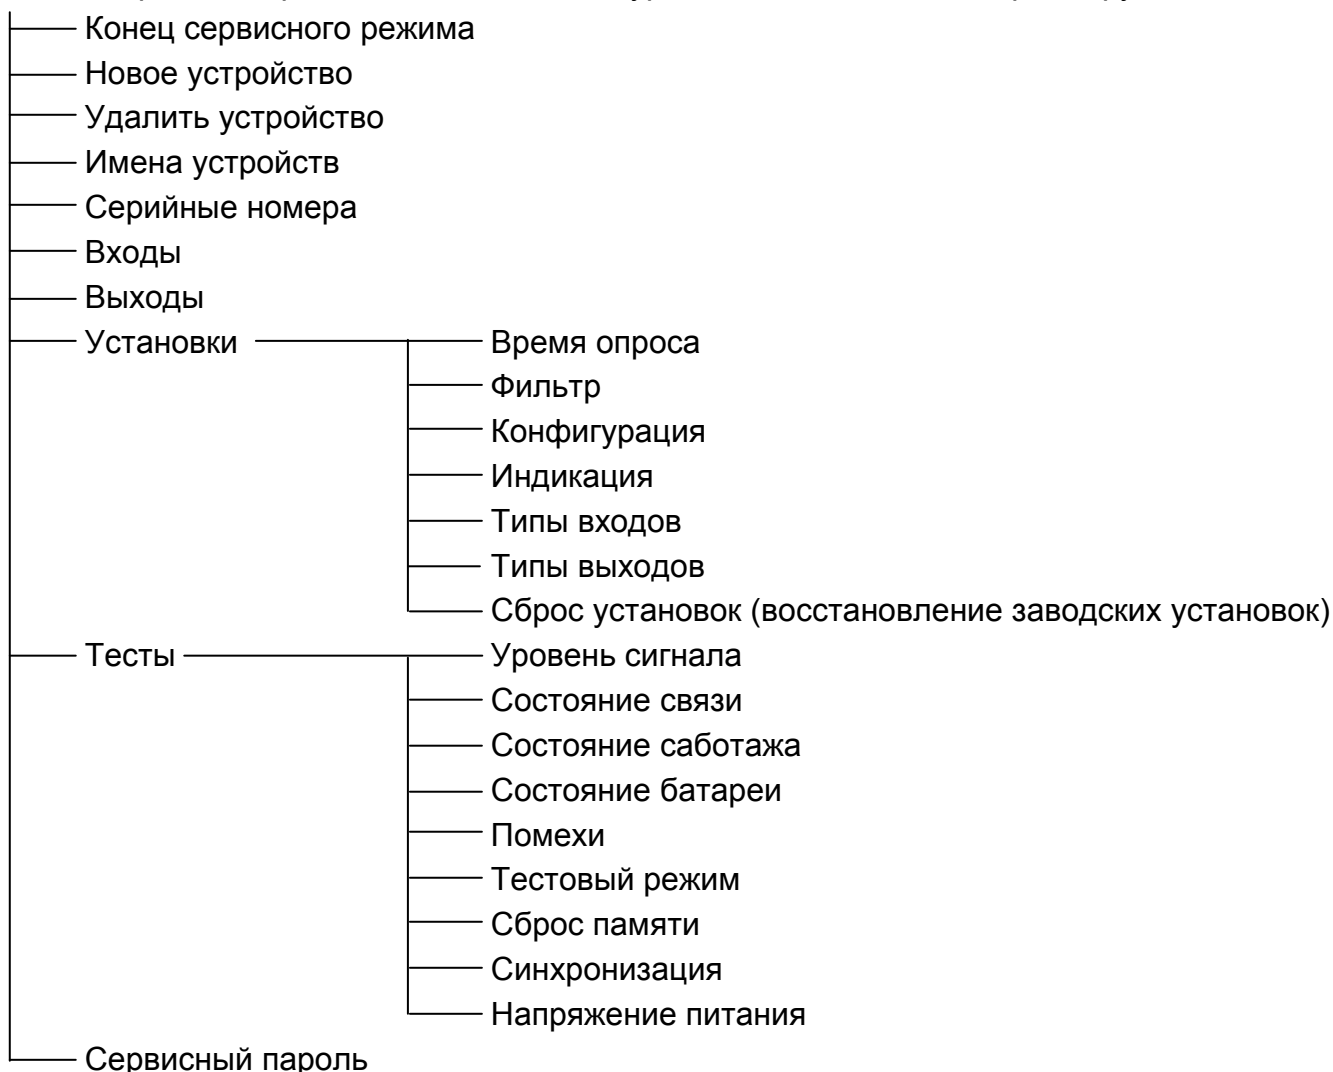 Конец сервисного режима
Новое устройство
Удалить устройство
Имена устройств
Серийные номера
Входы
Выходы
Установки
Время опроса
Фильтр
Конфигурация
Индикация
Типы входов
Типы выходов
Сброс установок (восстановление заводских установок)
Тесты
Уровень сигнала
Состояние связи
Состояние саботажа
Состояние батареи
Помехи
Тестовый режим
Сброс памяти
Синхронизация
Напряжение питания
Сервисный пароль